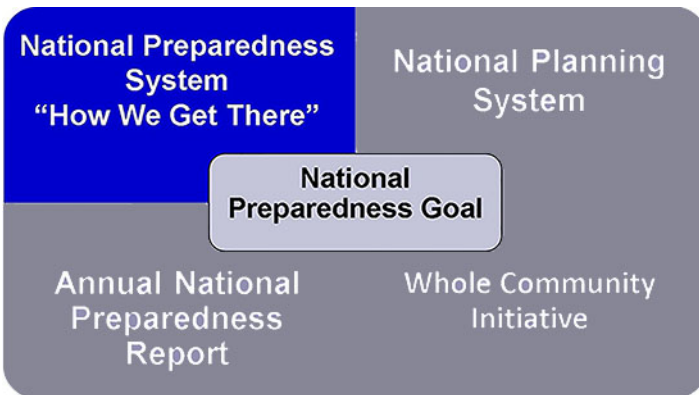 National Preparedness
System
“How We Get There”
National Planning
System
National
Preparedness Goal
Annual National
Preparedness
Report
Whole Community
Initiative